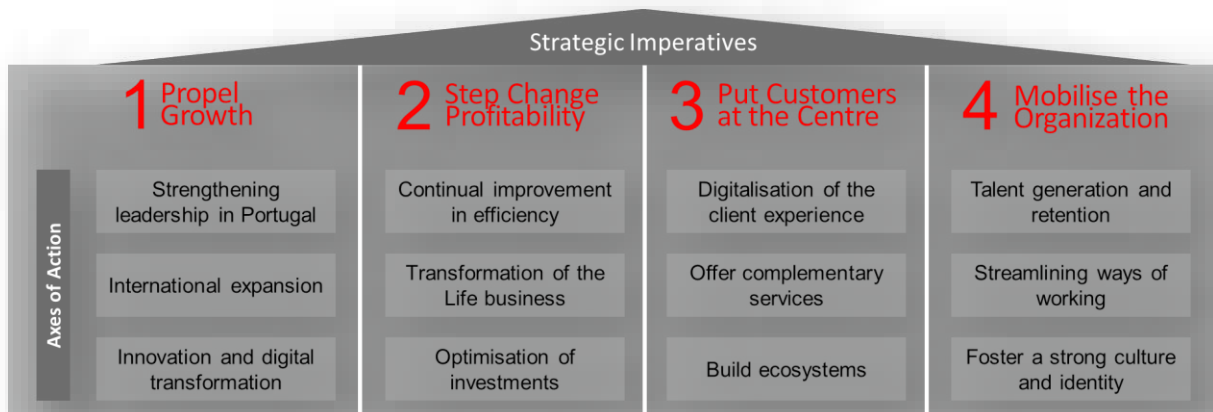 Strategic Imperatives
1 Propel
Growth
2 Step Change
Profitability
3 Put Customers
at the Centre
4 Mobilise the
Organization
Axes of Action
Strengthening
leadership in Portugal
Continual improvement
in efficiency
Digitalisation of the
client experience
Talent generation and
retention
International expansion
Transformation of the
Life business
Offer complementary
services
Streamlining ways of
working
Innovation and digital
transformation
Optimisation of
investments
Build ecosystems
Foster a strong culture
and identity